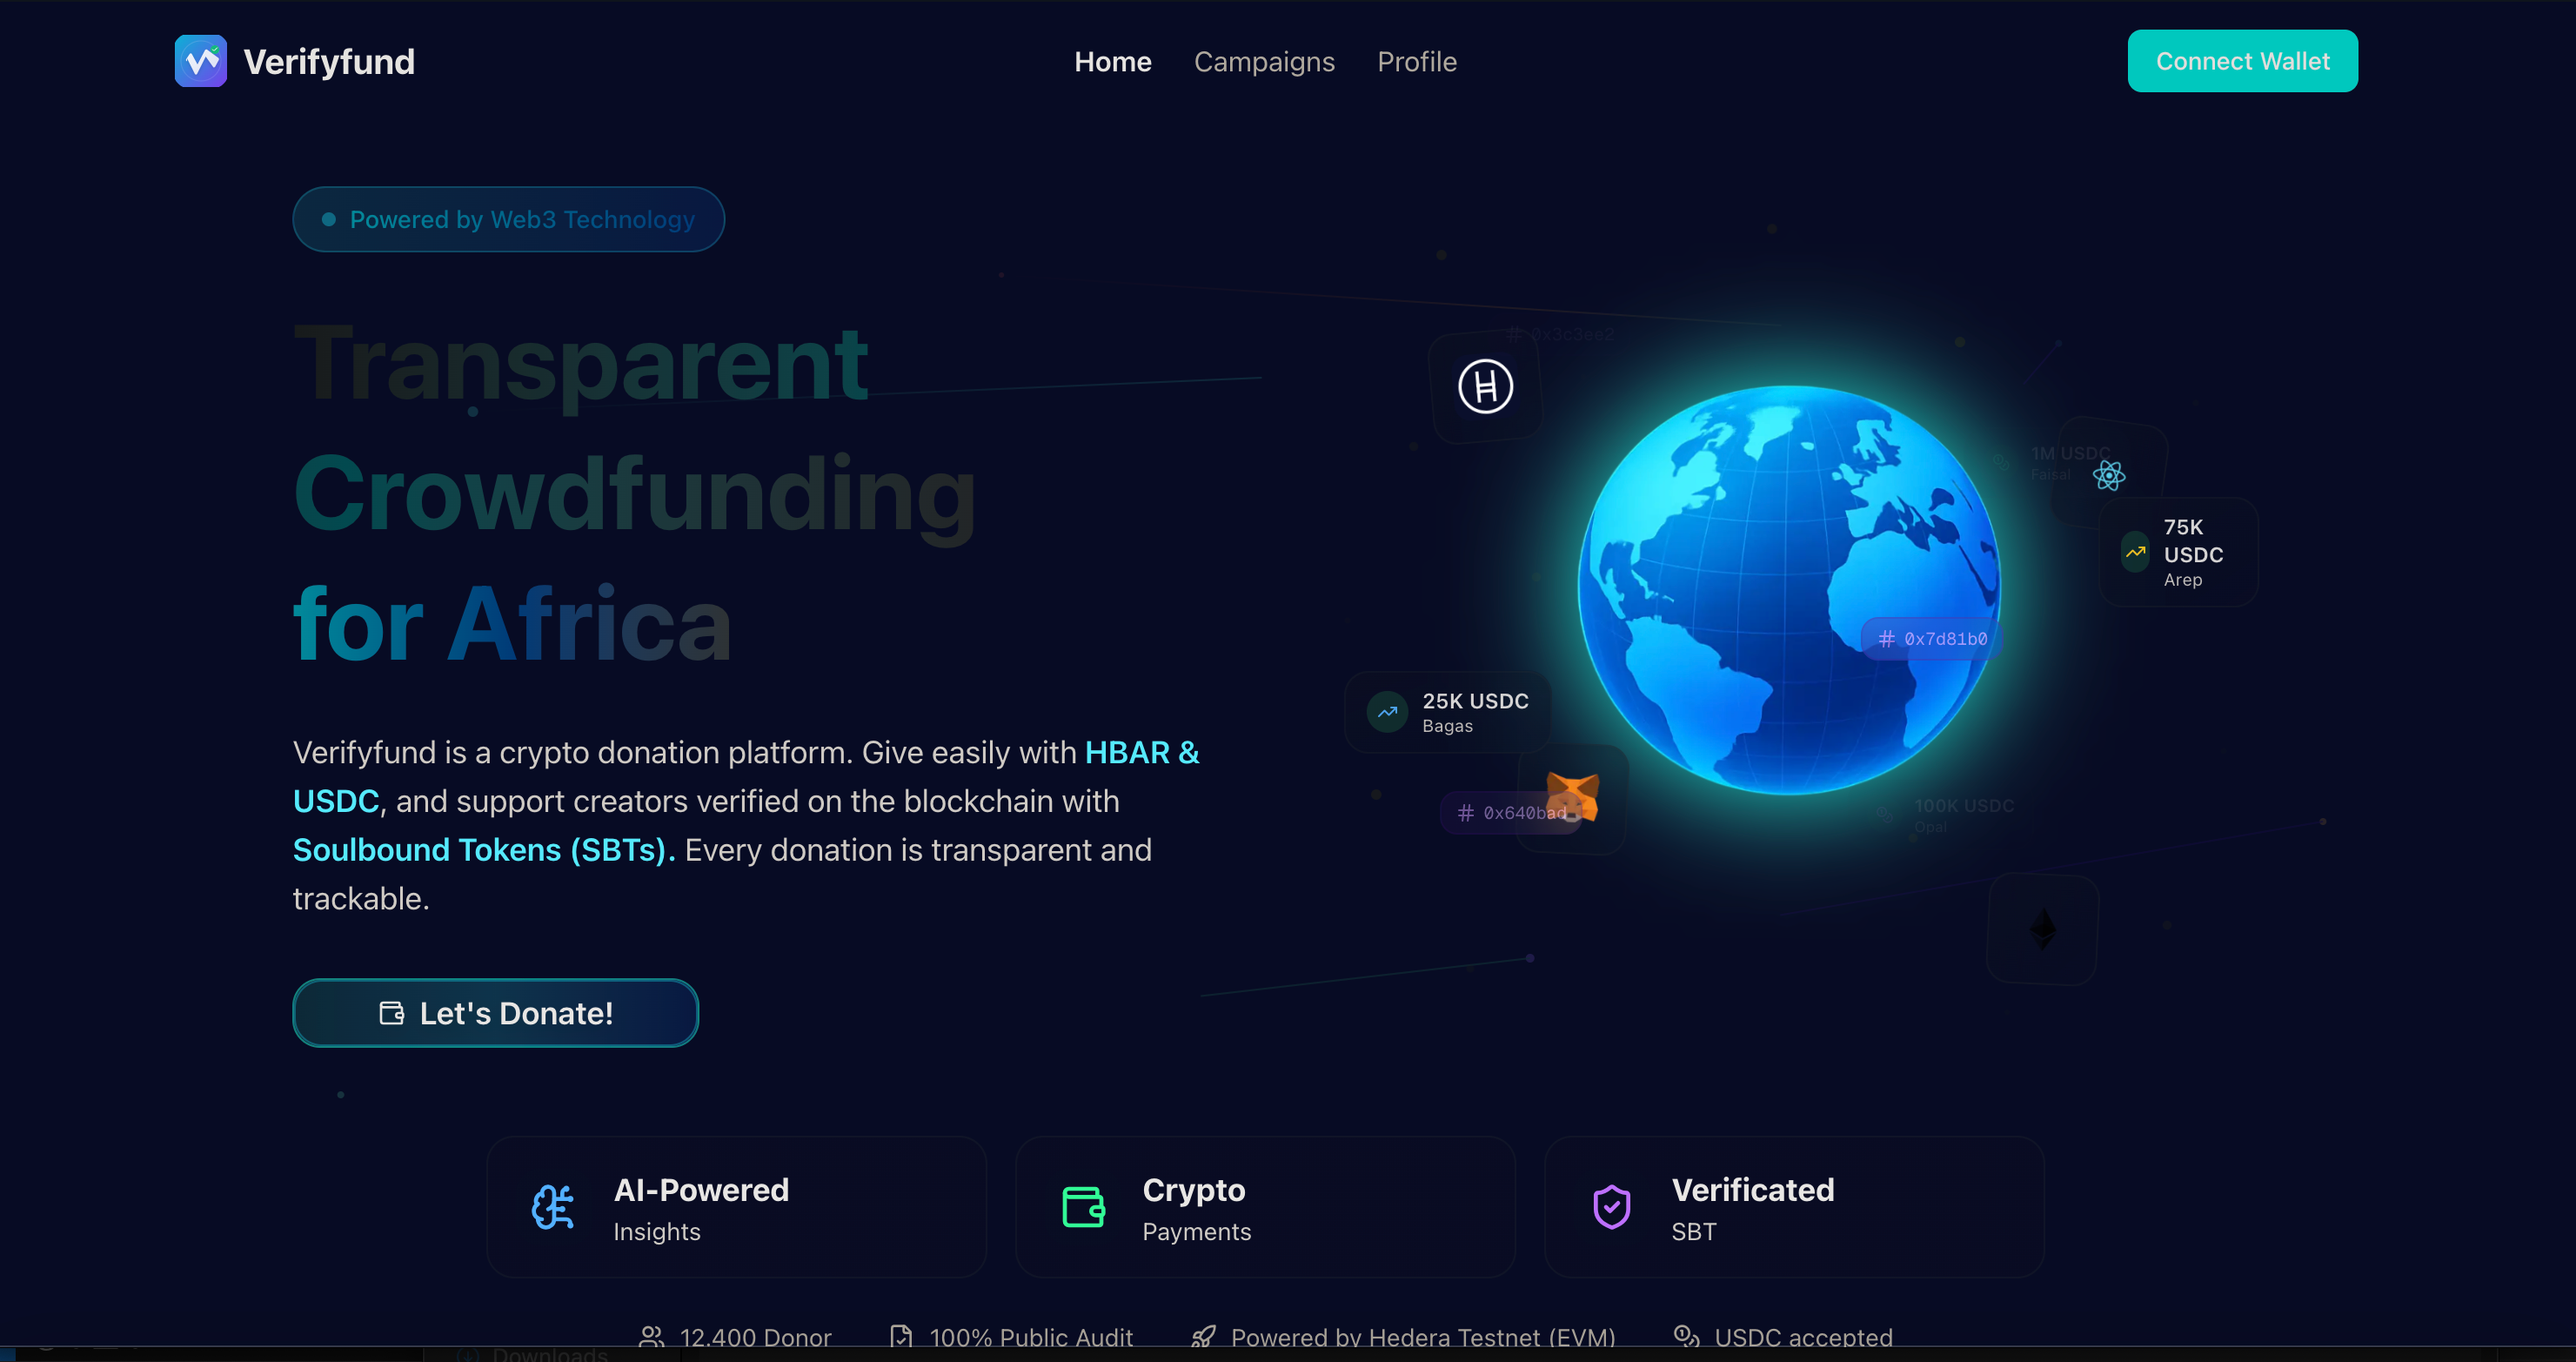 Verifyfund
Home
Campaigns
Profile
Connect Wallet
Powered by Web3 Technology
Transparent
Crowdfunding
for Africa
Verifyfund is a crypto donation platform. Give easily with HBAR &
USDC, and support creators verified on the blockchain with
Soulbound Tokens (SBTs). Every donation is transparent and
trackable.
Let's Donate!
# 0x3c3ee2
1M USDC
Faisal
75K
USDC
Arep
# 0x7d81b0
25K USDC
Bagas
# 0x640bad
100K USDC
Opal
AI-Powered
Insights
Crypto
Payments
Verificated
SBT
12.400 Donor
100% Public Audit
Powered by Hedera Testnet (EVM)
USDC accepted
Downloads